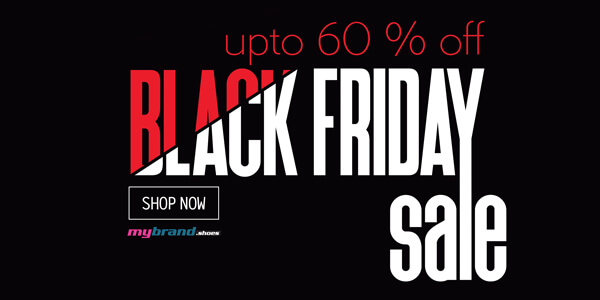 upto 60 % off
BLACK FRIDAY
sale
SHOP NOW
mybrand.shoes